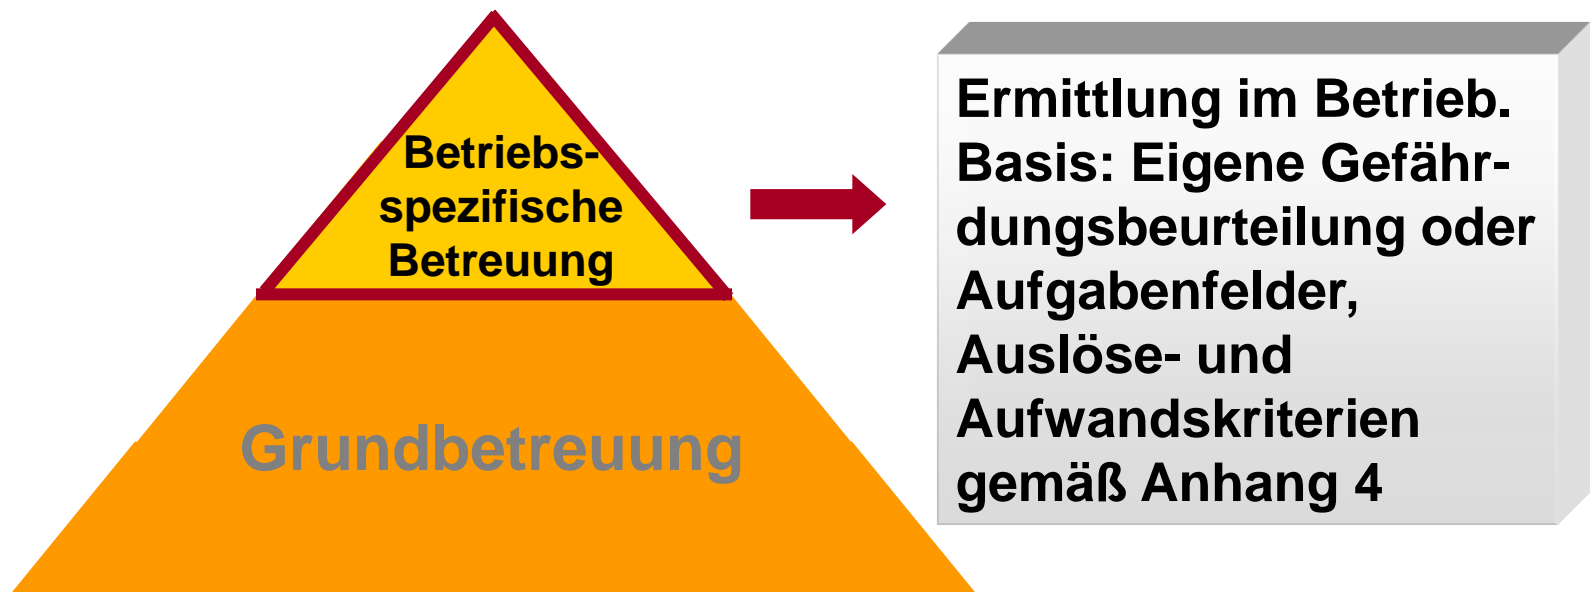 Betriebs-
spezifische
Betreuung
Grundbetreuung
Ermittlung im Betrieb.
Basis: Eigene Gefähr-
dungsbeurteilung oder
Aufgabenfelder,
Auslöse- und
Aufwandskriterien
gemäß Anhang 4